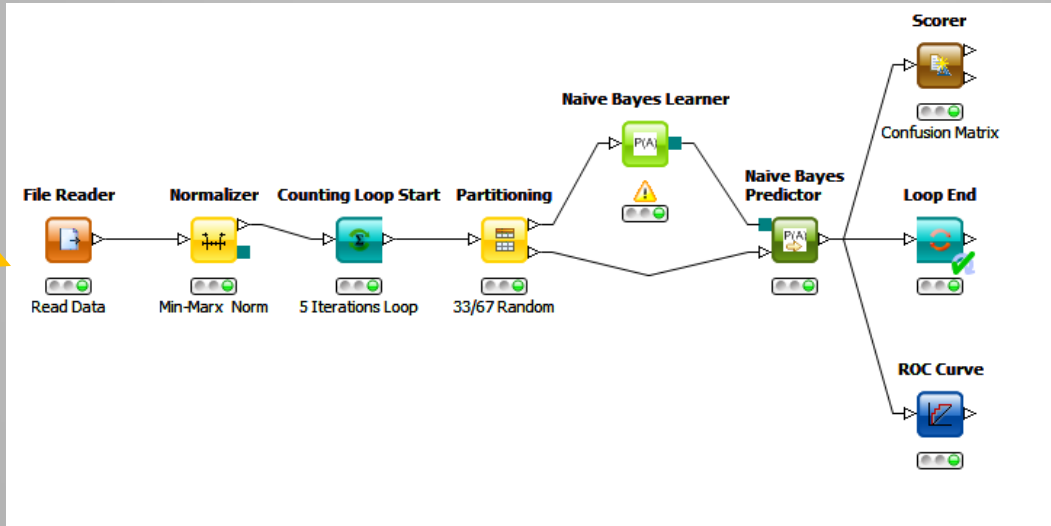 Scorer
Confusion Matrix
Naive Bayes Learner
P(A)
File Reader
Read Data
Normalizer
Min-Marx Norm
Counting Loop Start
5 Iterations Loop
Partitioning
33/67 Random
Naive Bayes
Predictor
P(A)
Loop End
ROC Curve